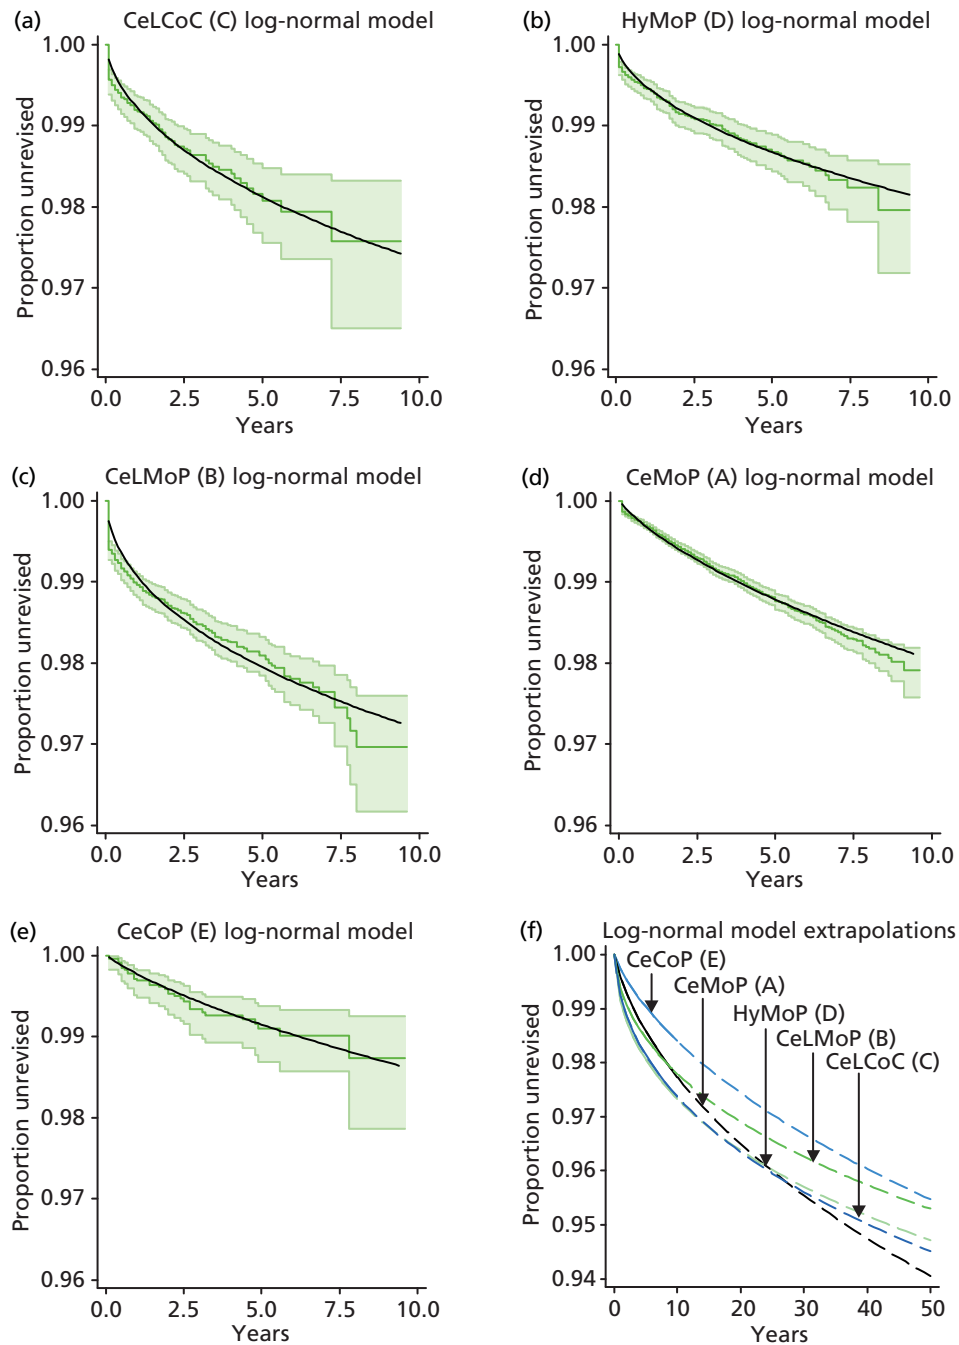 (a) CeLCoC (C) log-normal model
Proportion unrevised
1.00
0.99
0.98
0.97
0.96
0.0 2.5 5.0 7.5 10.0
Years
(b) HyMoP (D) log-normal model
Proportion unrevised
1.00
0.99
0.98
0.97
0.96
0.0 2.5 5.0 7.5 10.0
Years
(c) CeLMoP (B) log-normal model
Proportion unrevised
1.00
0.99
0.98
0.97
0.96
0.0 2.5 5.0 7.5 10.0
Years
(d) CeMoP (A) log-normal model
Proportion unrevised
1.00
0.99
0.98
0.97
0.96
0.0 2.5 5.0 7.5 10.0
Years
(e) CeCoP (E) log-normal model
Proportion unrevised
1.00
0.99
0.98
0.97
0.96
0.0 2.5 5.0 7.5 10.0
Years
(f) Log-normal model extrapolations
Proportion unrevised
1.00
0.99
0.98
0.97
0.96
0.95
0.94
CeCoP (E)
CeMoP (A)
HyMoP (D)
CeLMoP (B)
CeLCoC (C)
0 10 20 30 40 50
Years